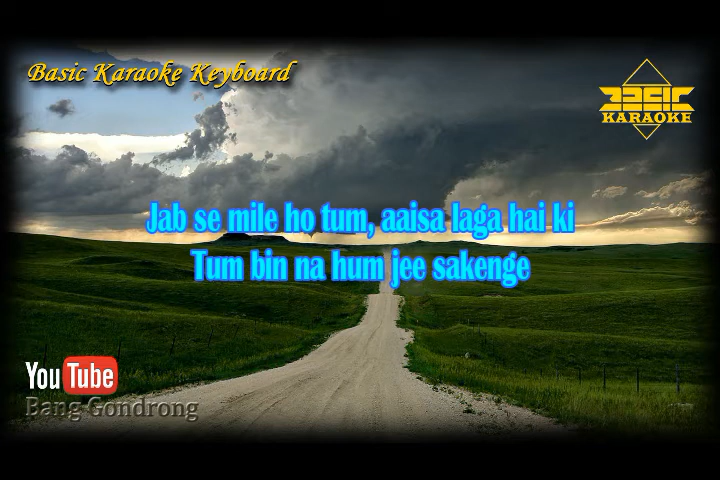 Basic Karaoke Keyboard
BASIC
KARAOKE
Jab se mile ho tum, aaisa laga hai ki
Tum bin na hum jee sakenge
YouTube
Bang Gondrong